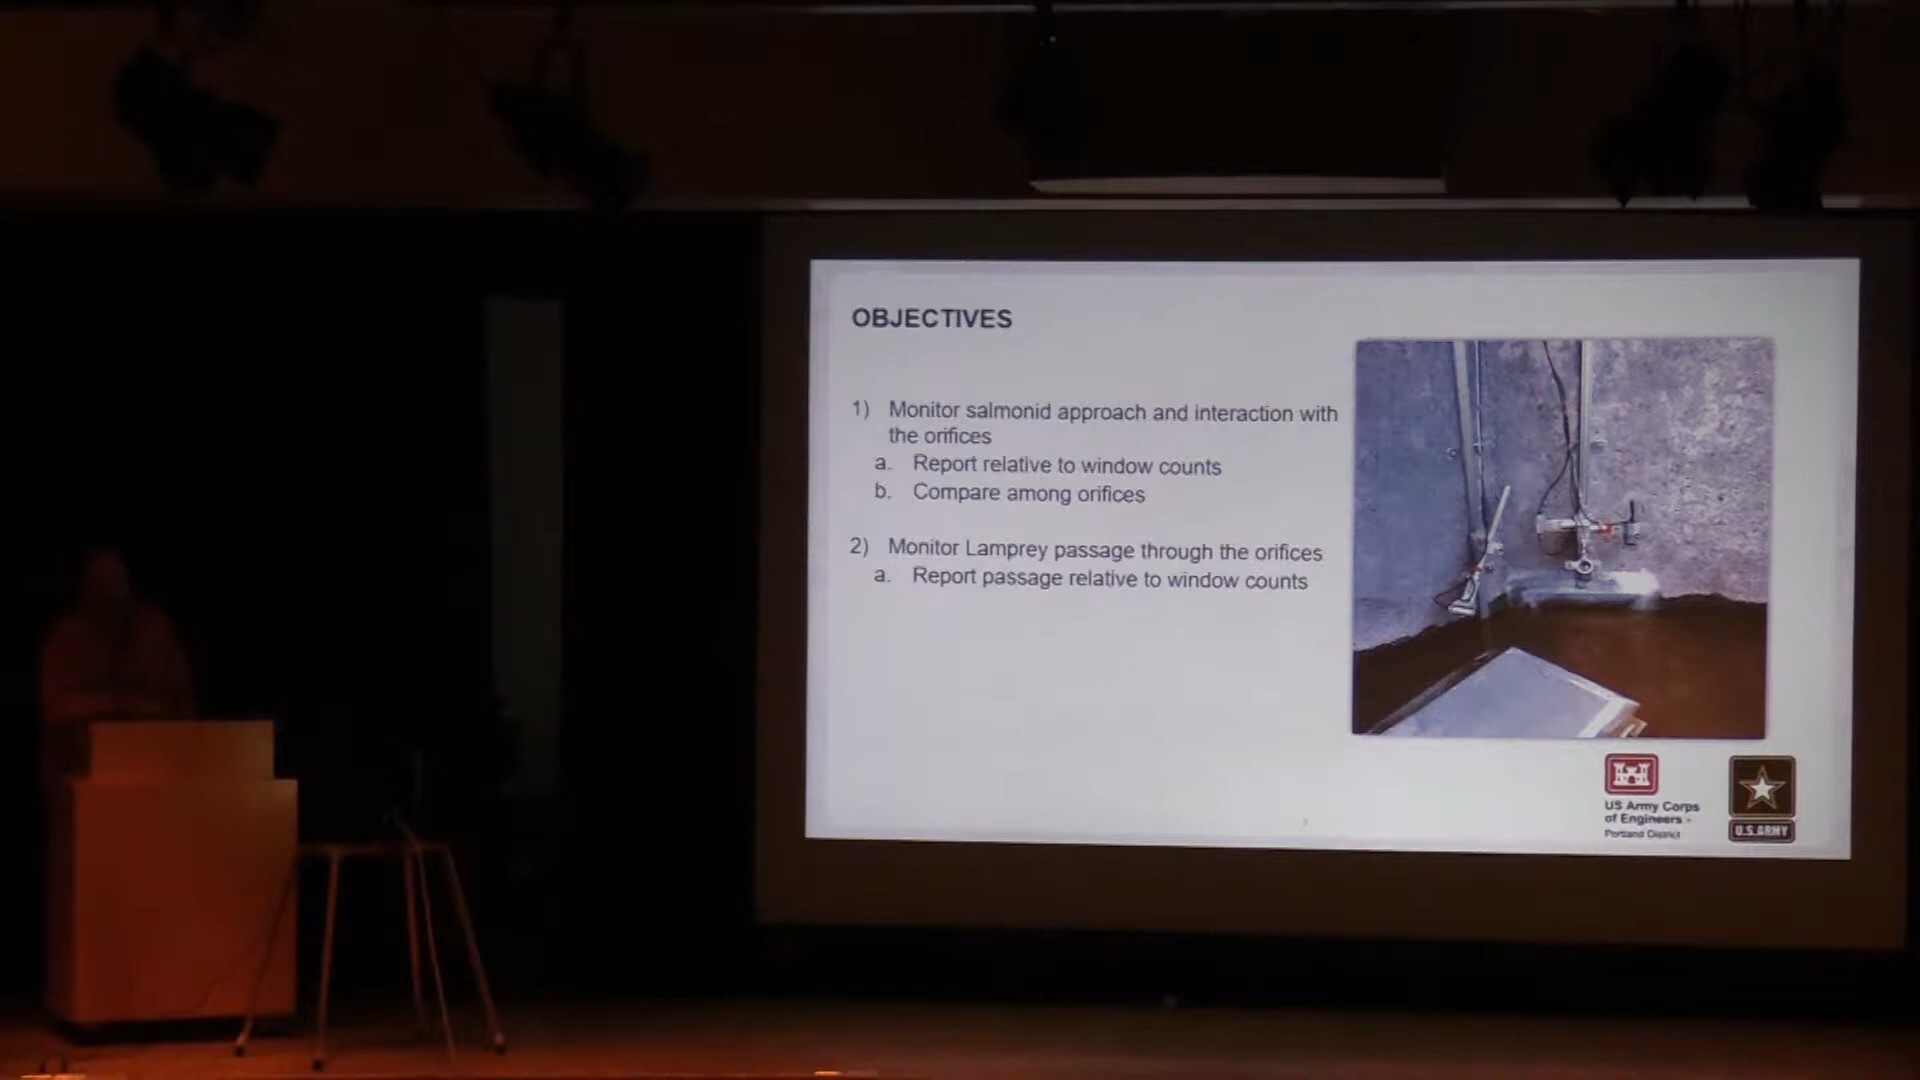 OBJECTIVES
1) Monitor salmonid approach and interaction with
the orifices
a. Report relative to window counts
b. Compare among orifices
2) Monitor Lamprey passage through the orifices
a. Report passage relative to window counts
US Army Corps
of Engineers
Portland District
U.S. ARMY